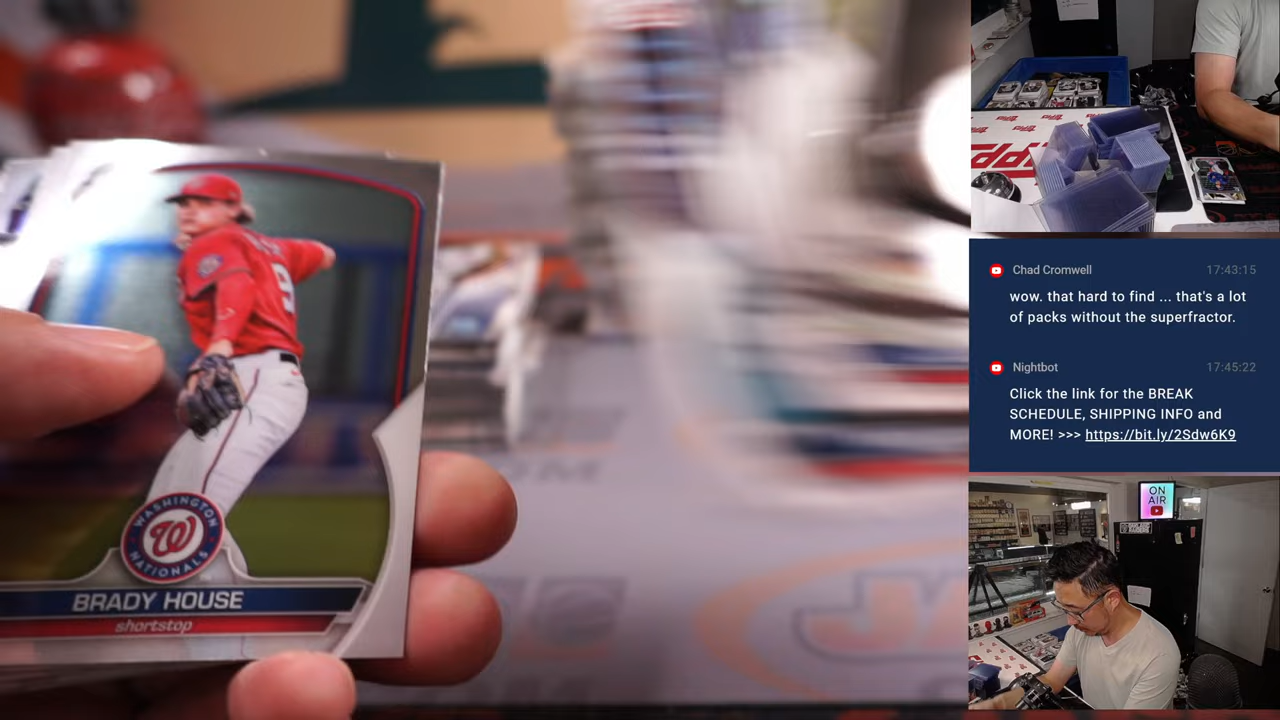 9
WASHINGTON
W
NATIONALS
BRADY HOUSE
shortstop
Chad Cromwell 17:43:15
wow. that hard to find ... that's a lot
of packs without the superfractor.
Nightbot 17:45:22
Click the link for the BREAK
SCHEDULE, SHIPPING INFO and
MORE! >>> https://bit.ly/2Sdw6K9
ON
AIR